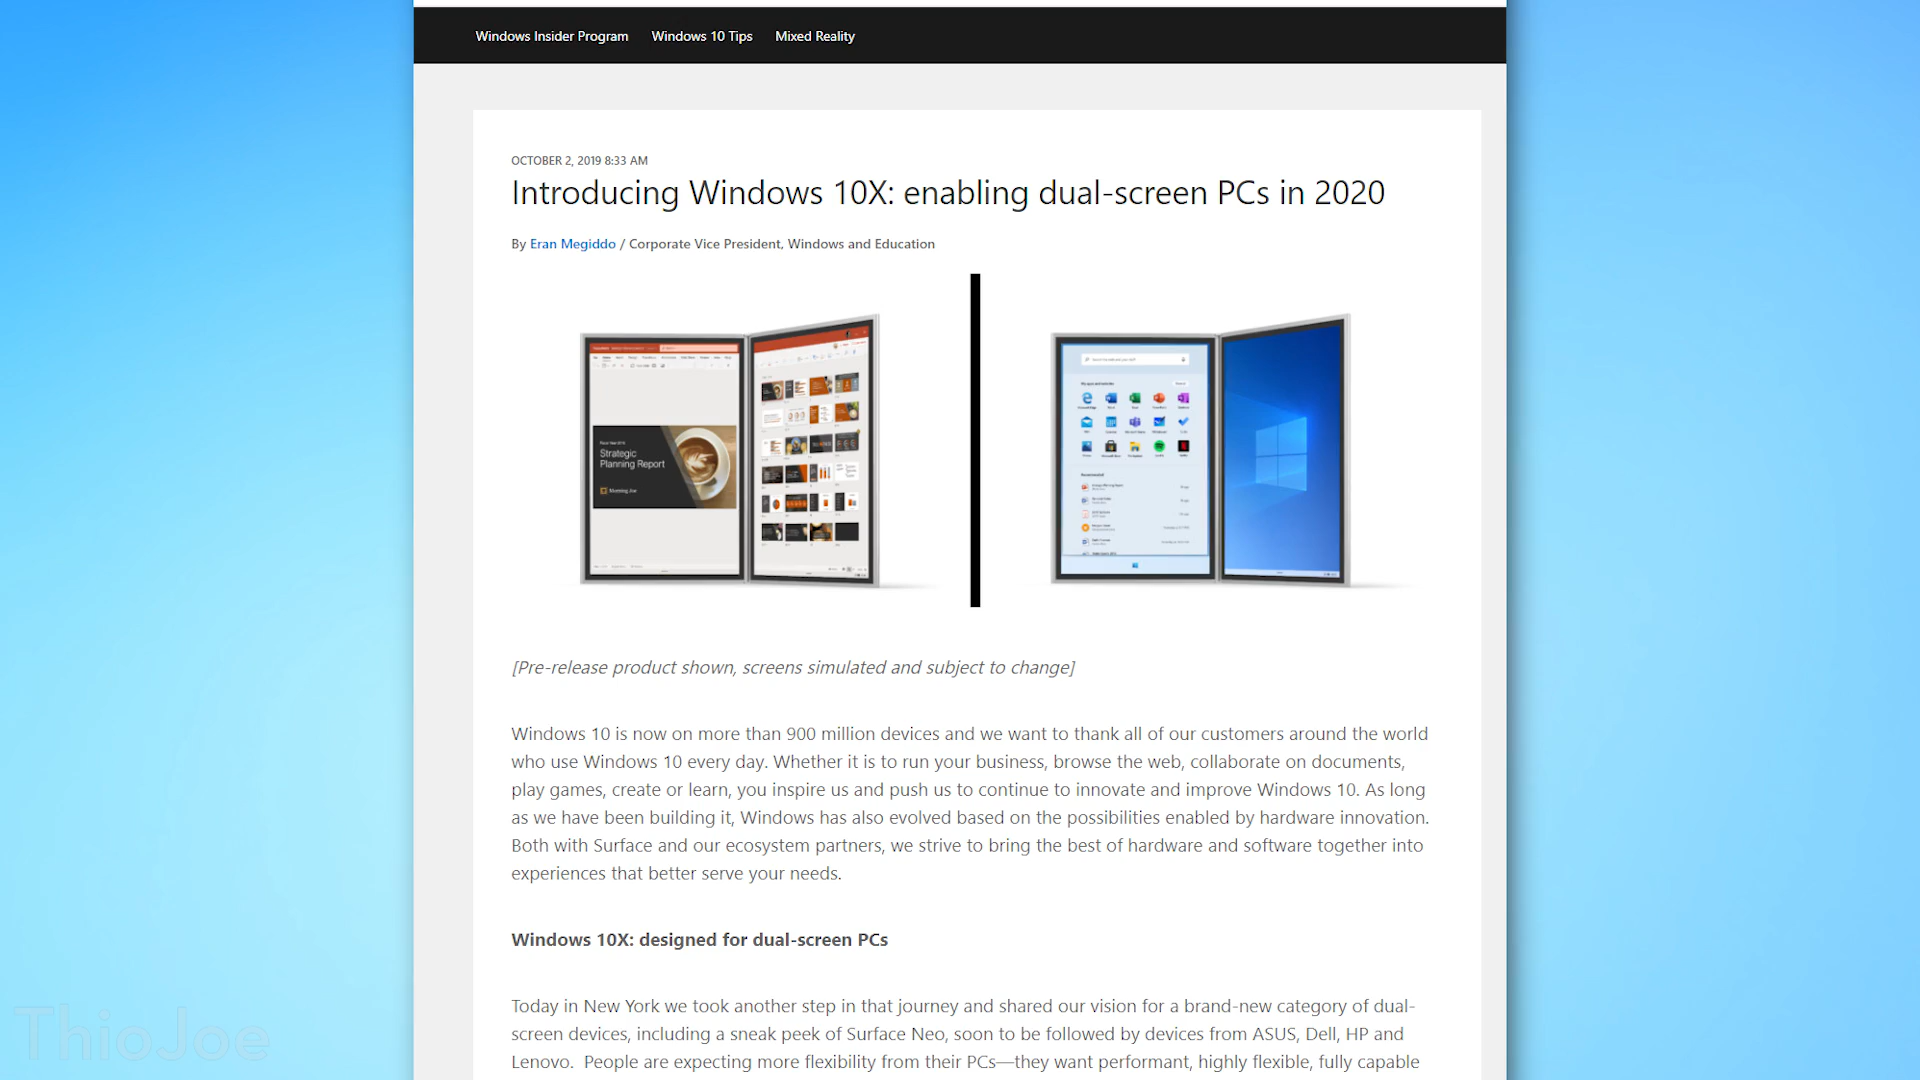 Windows Insider Program Windows 10 Tips Mixed Reality
OCTOBER 2, 2019 8:33 AM
Introducing Windows 10X: enabling dual-screen PCs in 2020
By Eran Megiddo / Corporate Vice President, Windows and Education
Strategic
Planning Report
Morning Joe
[Pre-release product shown, screens simulated and subject to change]
Windows 10 is now on more than 900 million devices and we want to thank all of our customers around the world
who use Windows 10 every day. Whether it is to run your business, browse the web, collaborate on documents,
play games, create or learn, you inspire us and push us to continue to innovate and improve Windows 10. As long
as we have been building it, Windows has also evolved based on the possibilities enabled by hardware innovation.
Both with Surface and our ecosystem partners, we strive to bring the best of hardware and software together into
experiences that better serve your needs.
Windows 10X: designed for dual-screen PCs
Today in New York we took another step in that journey and shared our vision for a brand-new category of dual-
screen devices, including a sneak peek of Surface Neo, soon to be followed by devices from ASUS, Dell, HP and
Lenovo.  People are expecting more flexibility from their PCs—they want performant, highly flexible, fully capable
ThioJoe